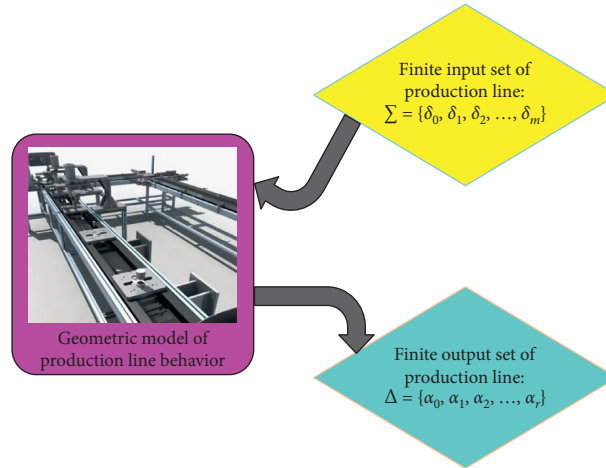 Finite input set of
production line:
∑ = {δ0, δ1, δ2, …, δm}
Geometric model of
production line behavior
Finite output set of
production line:
Δ = {α0, α1, α2, …, αr}